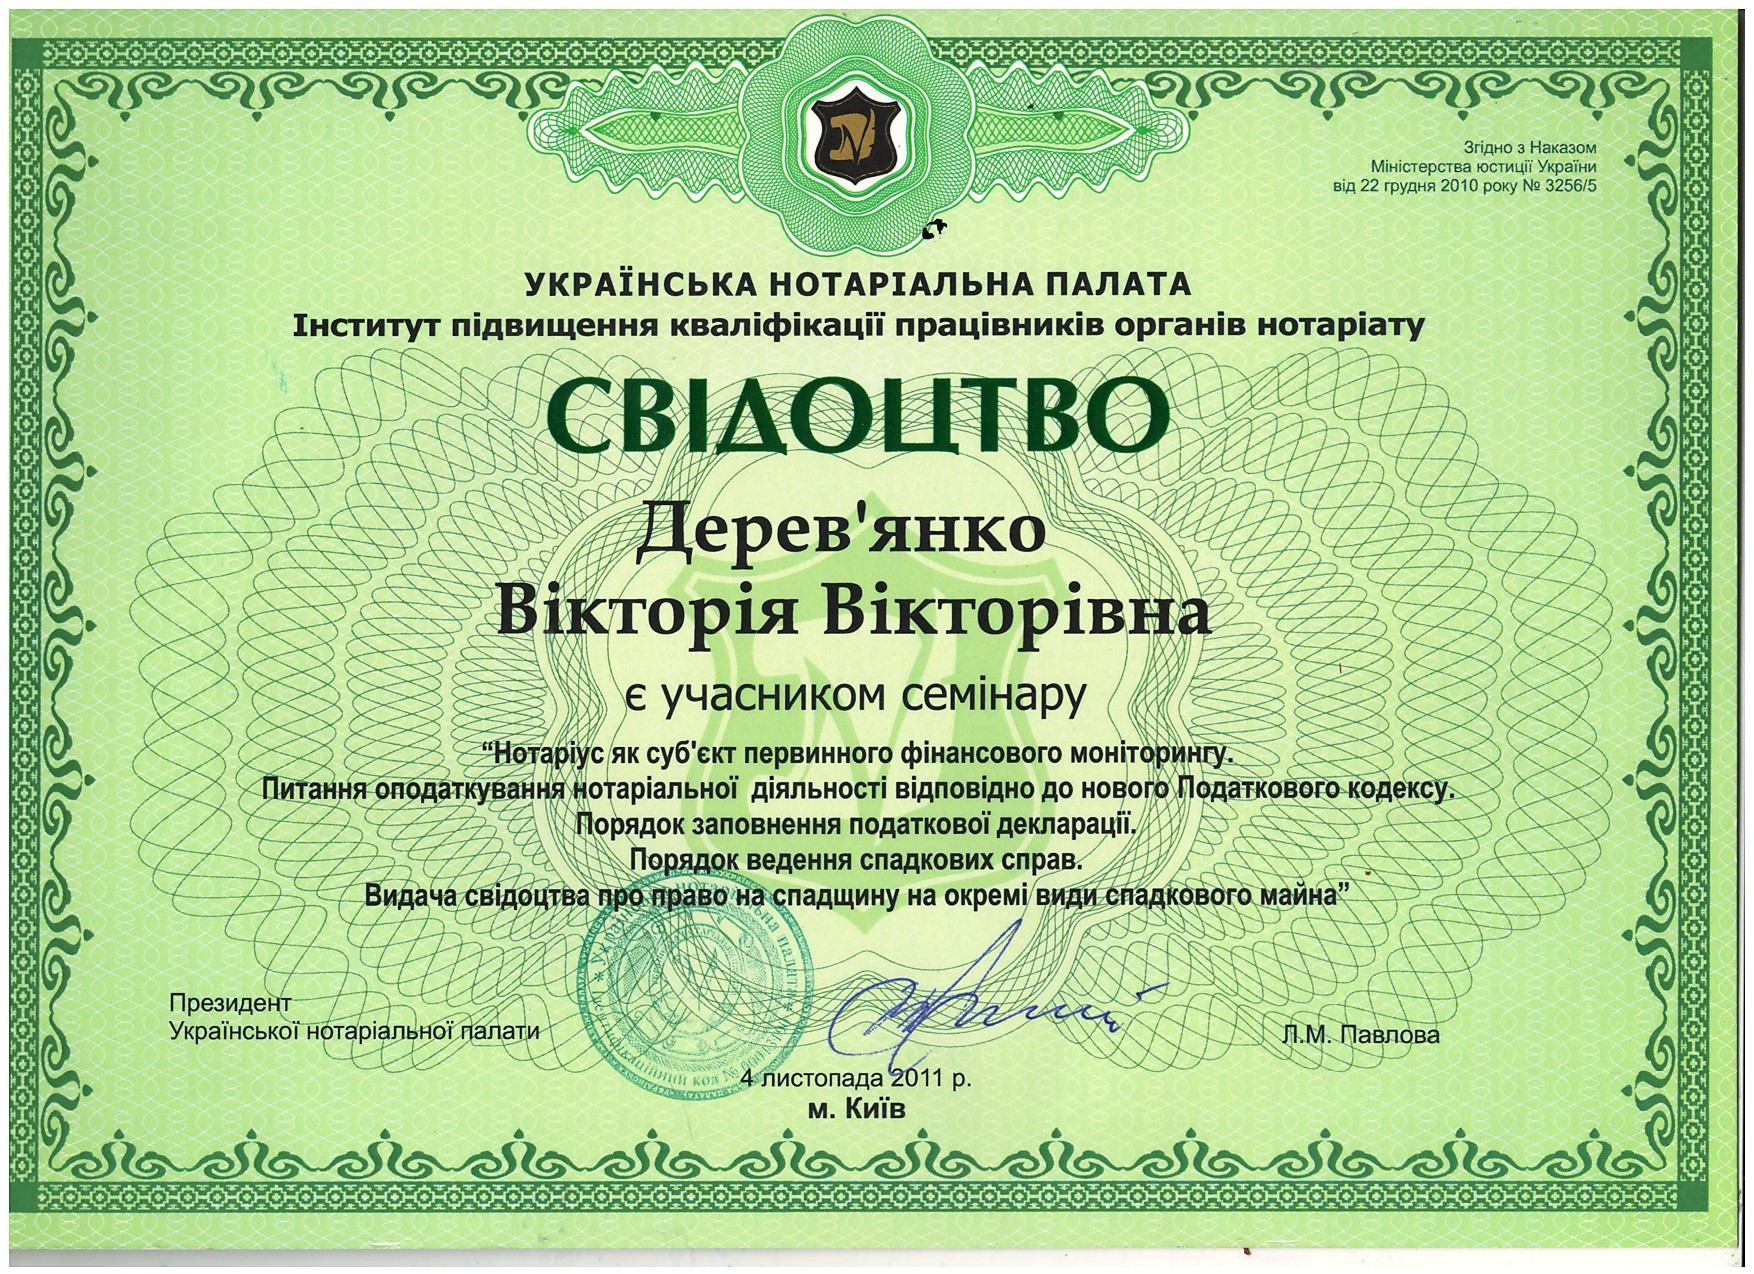 Згідно з Наказом
Міністерства юстиції України
від 22 грудня 2010 року № 3256/5
УКРАЇНСЬКА НОТАРІАЛЬНА ПАЛАТА
Інститут підвищення кваліфікації працівників органів нотаріату
СВІДОЦТВО
Дерев'янко
Вікторія Вікторівна
є учасником семінару
“Нотаріус як суб'єкт первинного фінансового моніторингу.
Питання оподаткування нотаріальної діяльності відповідно до нового Податкового кодексу.
Порядок заповнення податкової декларації.
Порядок ведення спадкових справ.
Видача свідоцтва про право на спадщину на окремі види спадкового майна”
Президент
Української нотаріальної палати
Л.М. Павлова
4 листопада 2011 р.
м. Київ